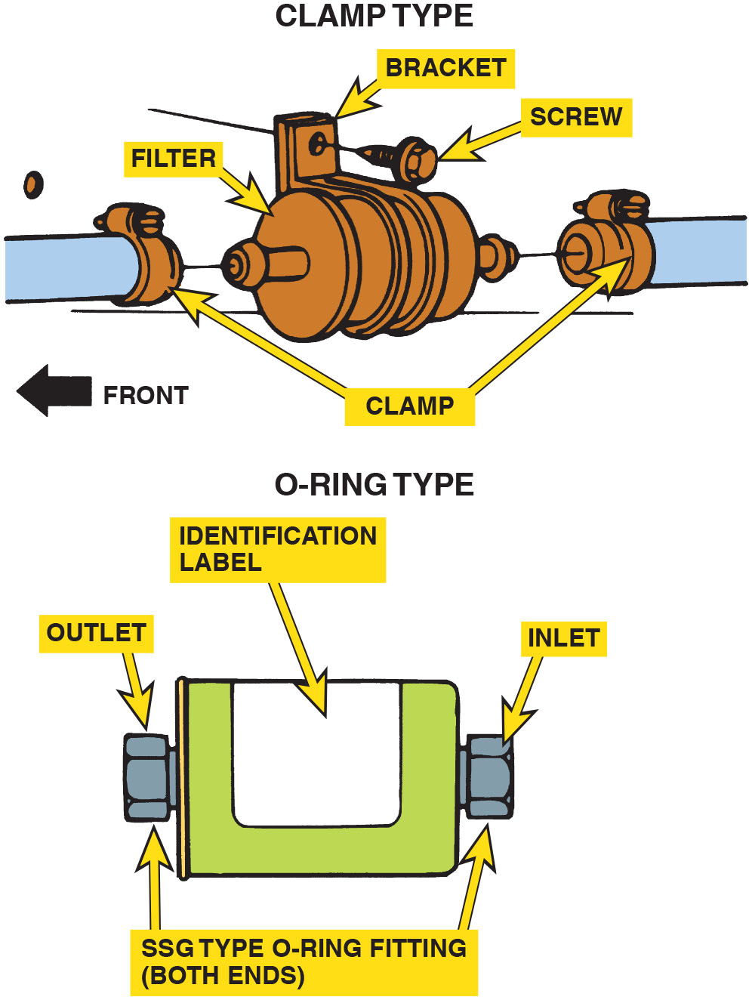 CLAMP TYPE
BRACKET
SCREW
FILTER
FRONT
CLAMP
O-RING TYPE
IDENTIFICATION
LABEL
OUTLET
INLET
SSG TYPE O-RING FITTING
(BOTH ENDS)